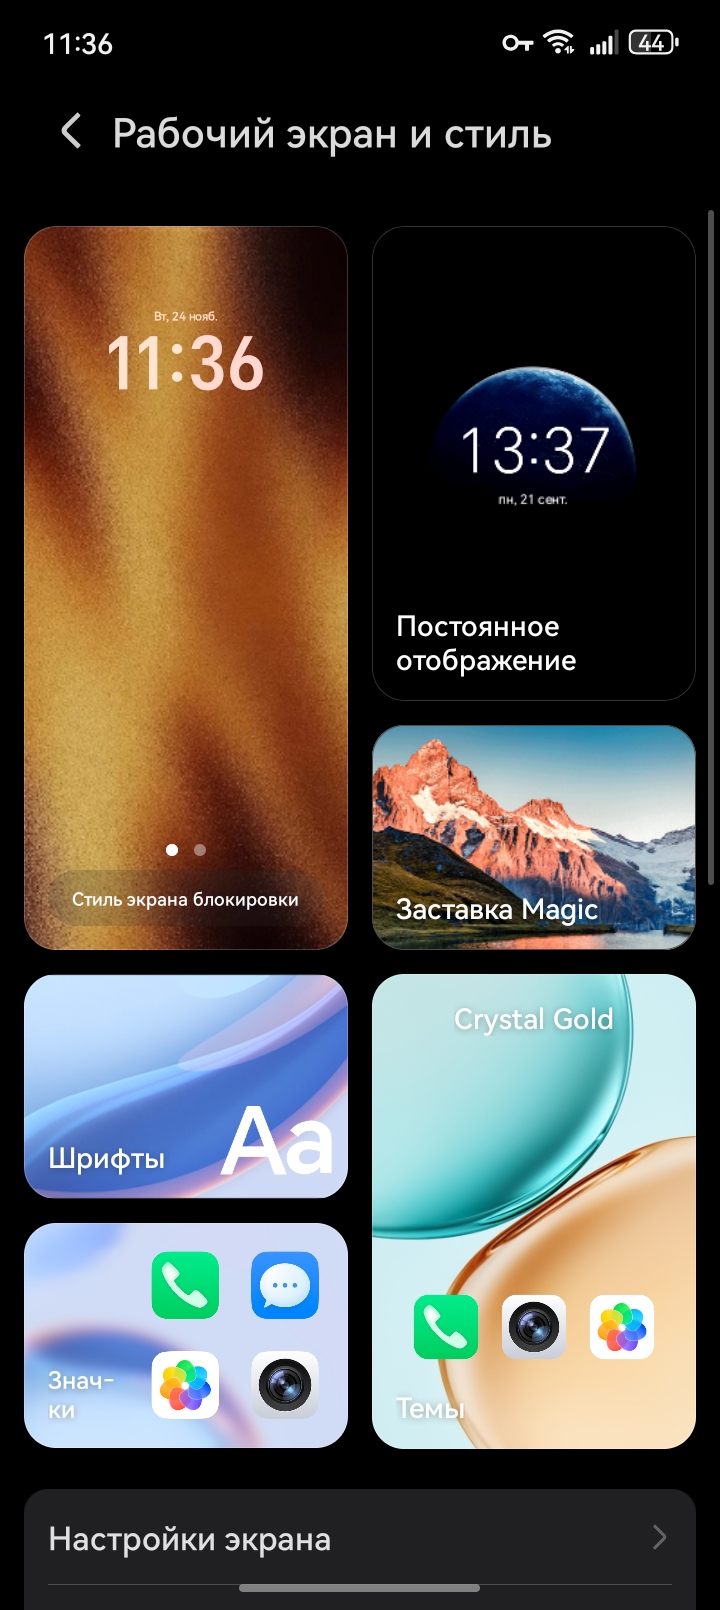 11:36
44
Рабочий экран и стиль
Вт, 24 нояб.
11:36
Стиль экрана блокировки
13:37
пн, 21 сент.
Постоянное
отображение
Заставка Magic
Шрифты
Aa
Crystal Gold
Знач-
ки
Темы
Настройки экрана